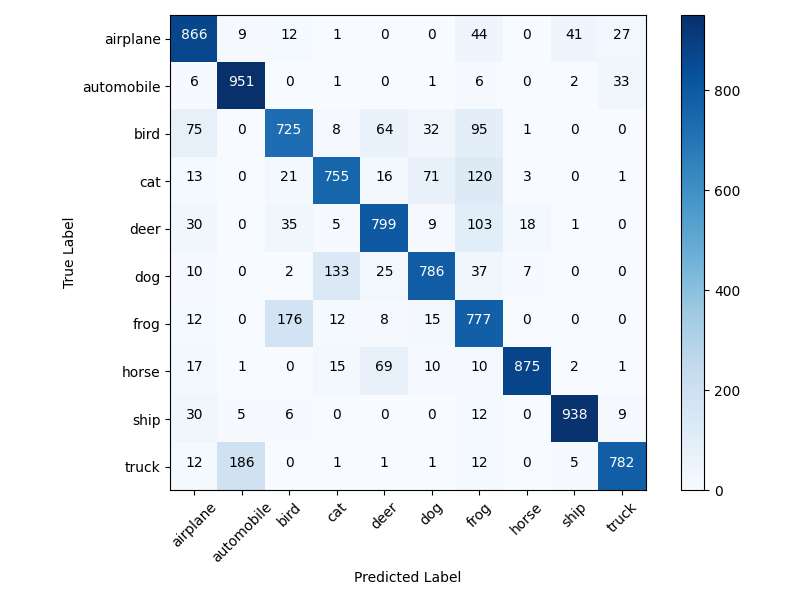 airplane 866 9 12 1 0 0 44 0 41 27
automobile 6 951 0 1 0 1 6 0 2 33
bird 75 0 725 8 64 32 95 1 0 0
cat 13 0 21 755 16 71 120 3 0 1
deer 30 0 35 5 799 9 103 18 1 0
dog 10 0 2 133 25 786 37 7 0 0
frog 12 0 176 12 8 15 777 0 0 0
horse 17 1 0 15 69 10 10 875 2 1
ship 30 5 6 0 0 0 12 0 938 9
truck 12 186 0 1 1 1 12 0 5 782
airplane automobile bird cat deer dog frog horse ship truck
True Label
Predicted Label
800
600
400
200
0